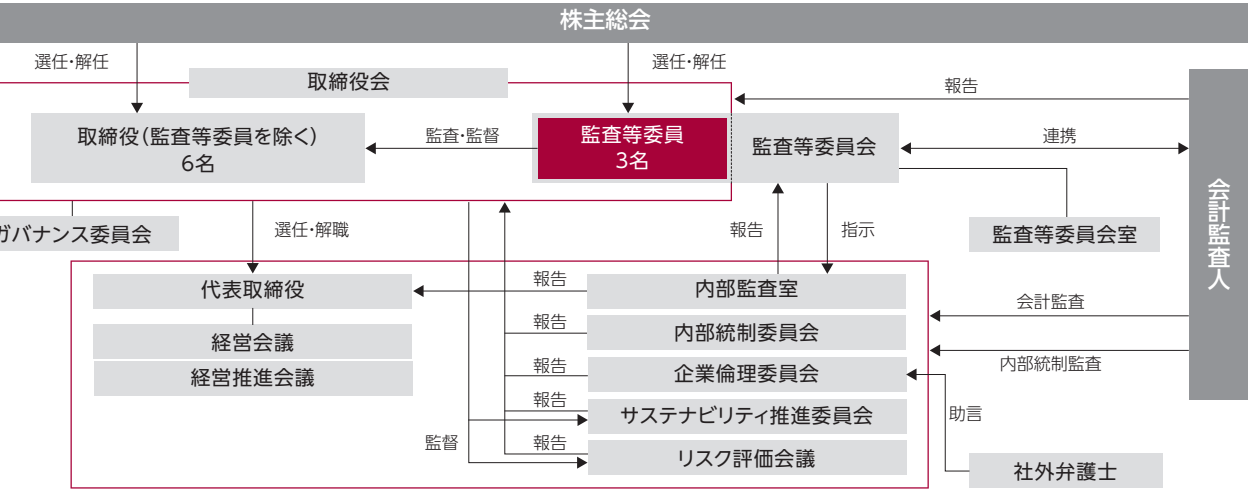 株主総会
選任・解任
選任・解任
取締役会
報告
取締役（監査等委員を除く）
6名
監査・監督
監査等委員
3名
監査等委員会
連携
会計監査人
ガバナンス委員会
選任・解職
報告
指示
監査等委員会室
代表取締役
報告
内部監査室
会計監査
経営会議
報告
内部統制委員会
内部統制監査
経営推進会議
報告
企業倫理委員会
報告
サステナビリティ推進委員会
助言
監督
報告
リスク評価会議
社外弁護士